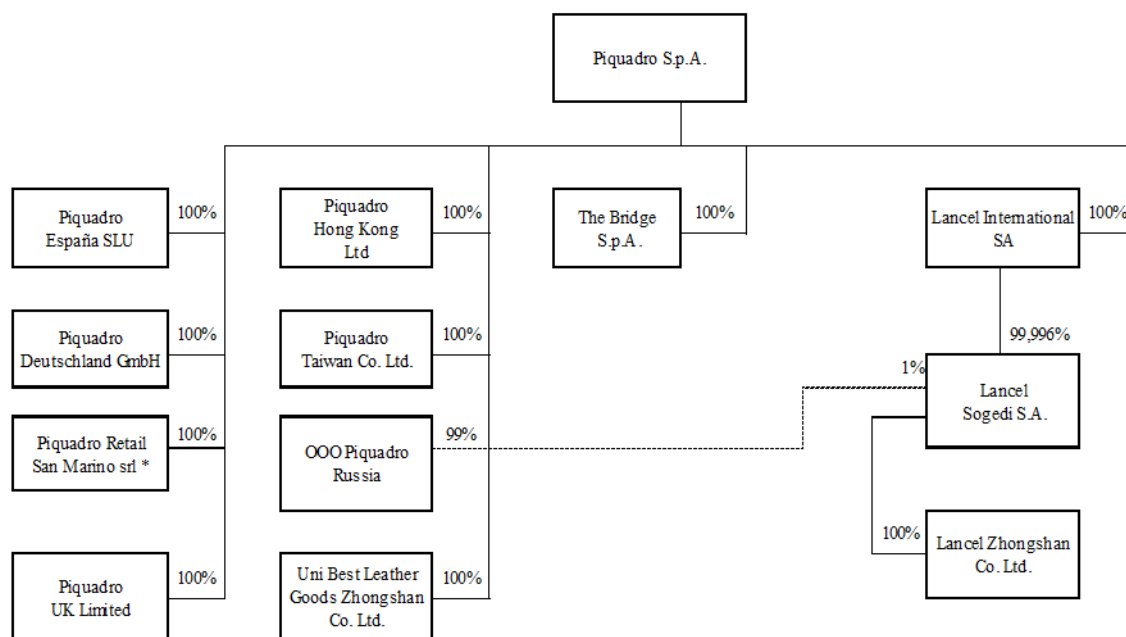 Piquadro S.p.A.
Piquadro
España SLU
100%
Piquadro
Hong Kong
Ltd
100%
The Bridge
S.p.A.
100%
Lancel International
SA
100%
Piquadro
Deutschland GmbH
100%
Piquadro
Taiwan Co. Ltd.
100%
99,996%
1%
Lancel
Sogedi S.A.
Piquadro Retail
San Marino srl *
100%
OOO Piquadro
Russia
99%
Piquadro
UK Limited
100%
Uni Best Leather
Goods Zhongshan
Co. Ltd.
100%
100%
Lancel Zhongshan
Co. Ltd.